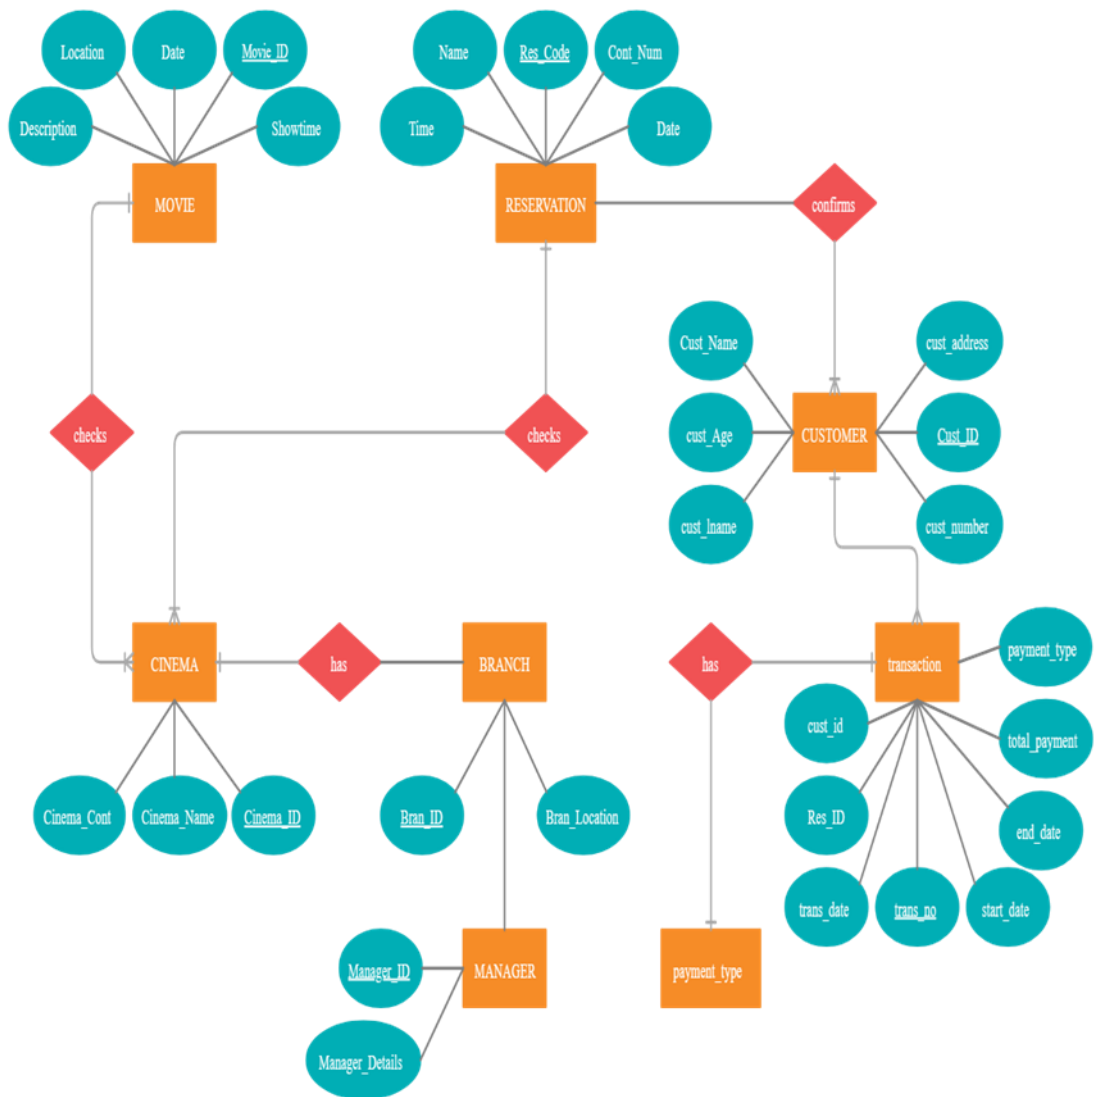 Location
Date
Movie_ID
Description
Showtime
MOVIE
Name
Res_Code
Cont_Num
Time
Date
RESERVATION
confirms
Cust_Name
cust_address
cust_Age
CUSTOMER
Cust_ID
cust_lname
cust_number
checks
checks
CINEMA
has
BRANCH
has
transaction
payment_type
cust_id
total_payment
Cinema_Cont
Cinema_Name
Cinema_ID
Bran_ID
Bran_Location
Res_ID
end_date
trans_date
trans_no
start_date
Manager_ID
MANAGER
payment_type
Manager_Details